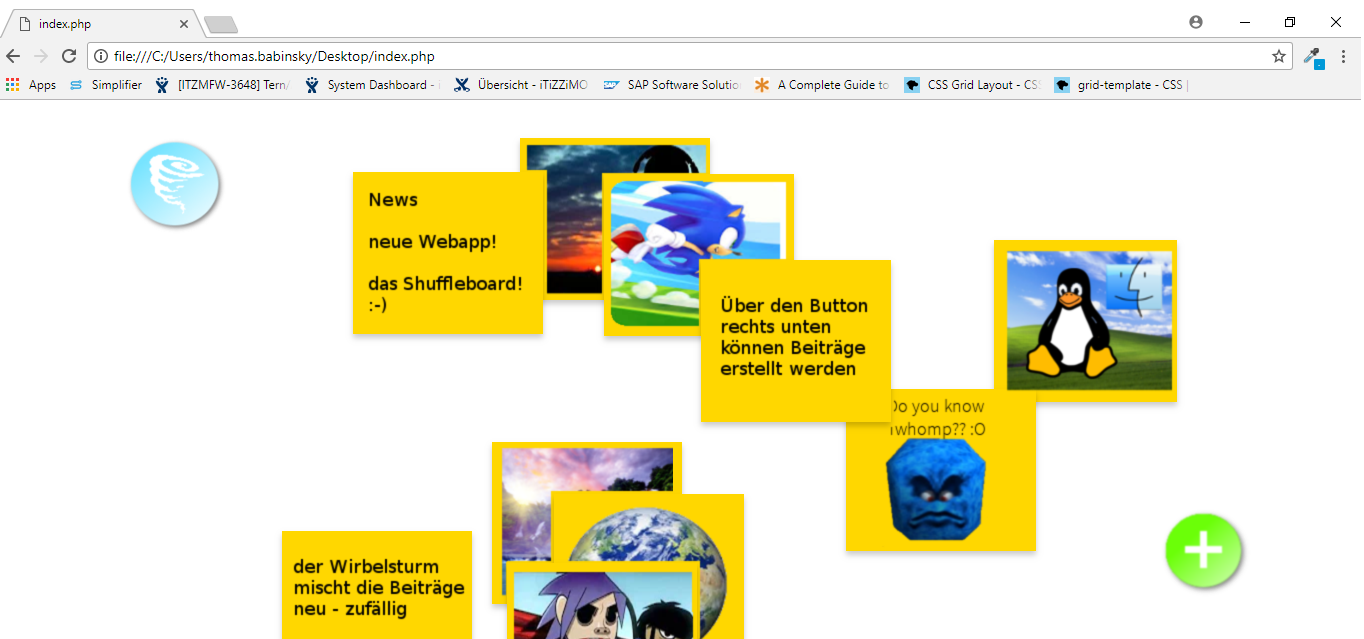 index.php
file:///C:/Users/thomas.babinsky/Desktop/index.php
Apps
Simplifier
[ITZMFW-3648] Tern
System Dashboard -
Übersicht - iTiZZiMO
SAP Software Solutio
A Complete Guide to
CSS Grid Layout - CSS
grid-template - CSS |
News
neue Webapp!
das Shuffleboard!
:-)
Über den Button
rechts unten
können Beiträge
erstellt werden
Do you know
whomp?? :O
der Wirbelsturm
mischt die Beiträge
neu - zufällig